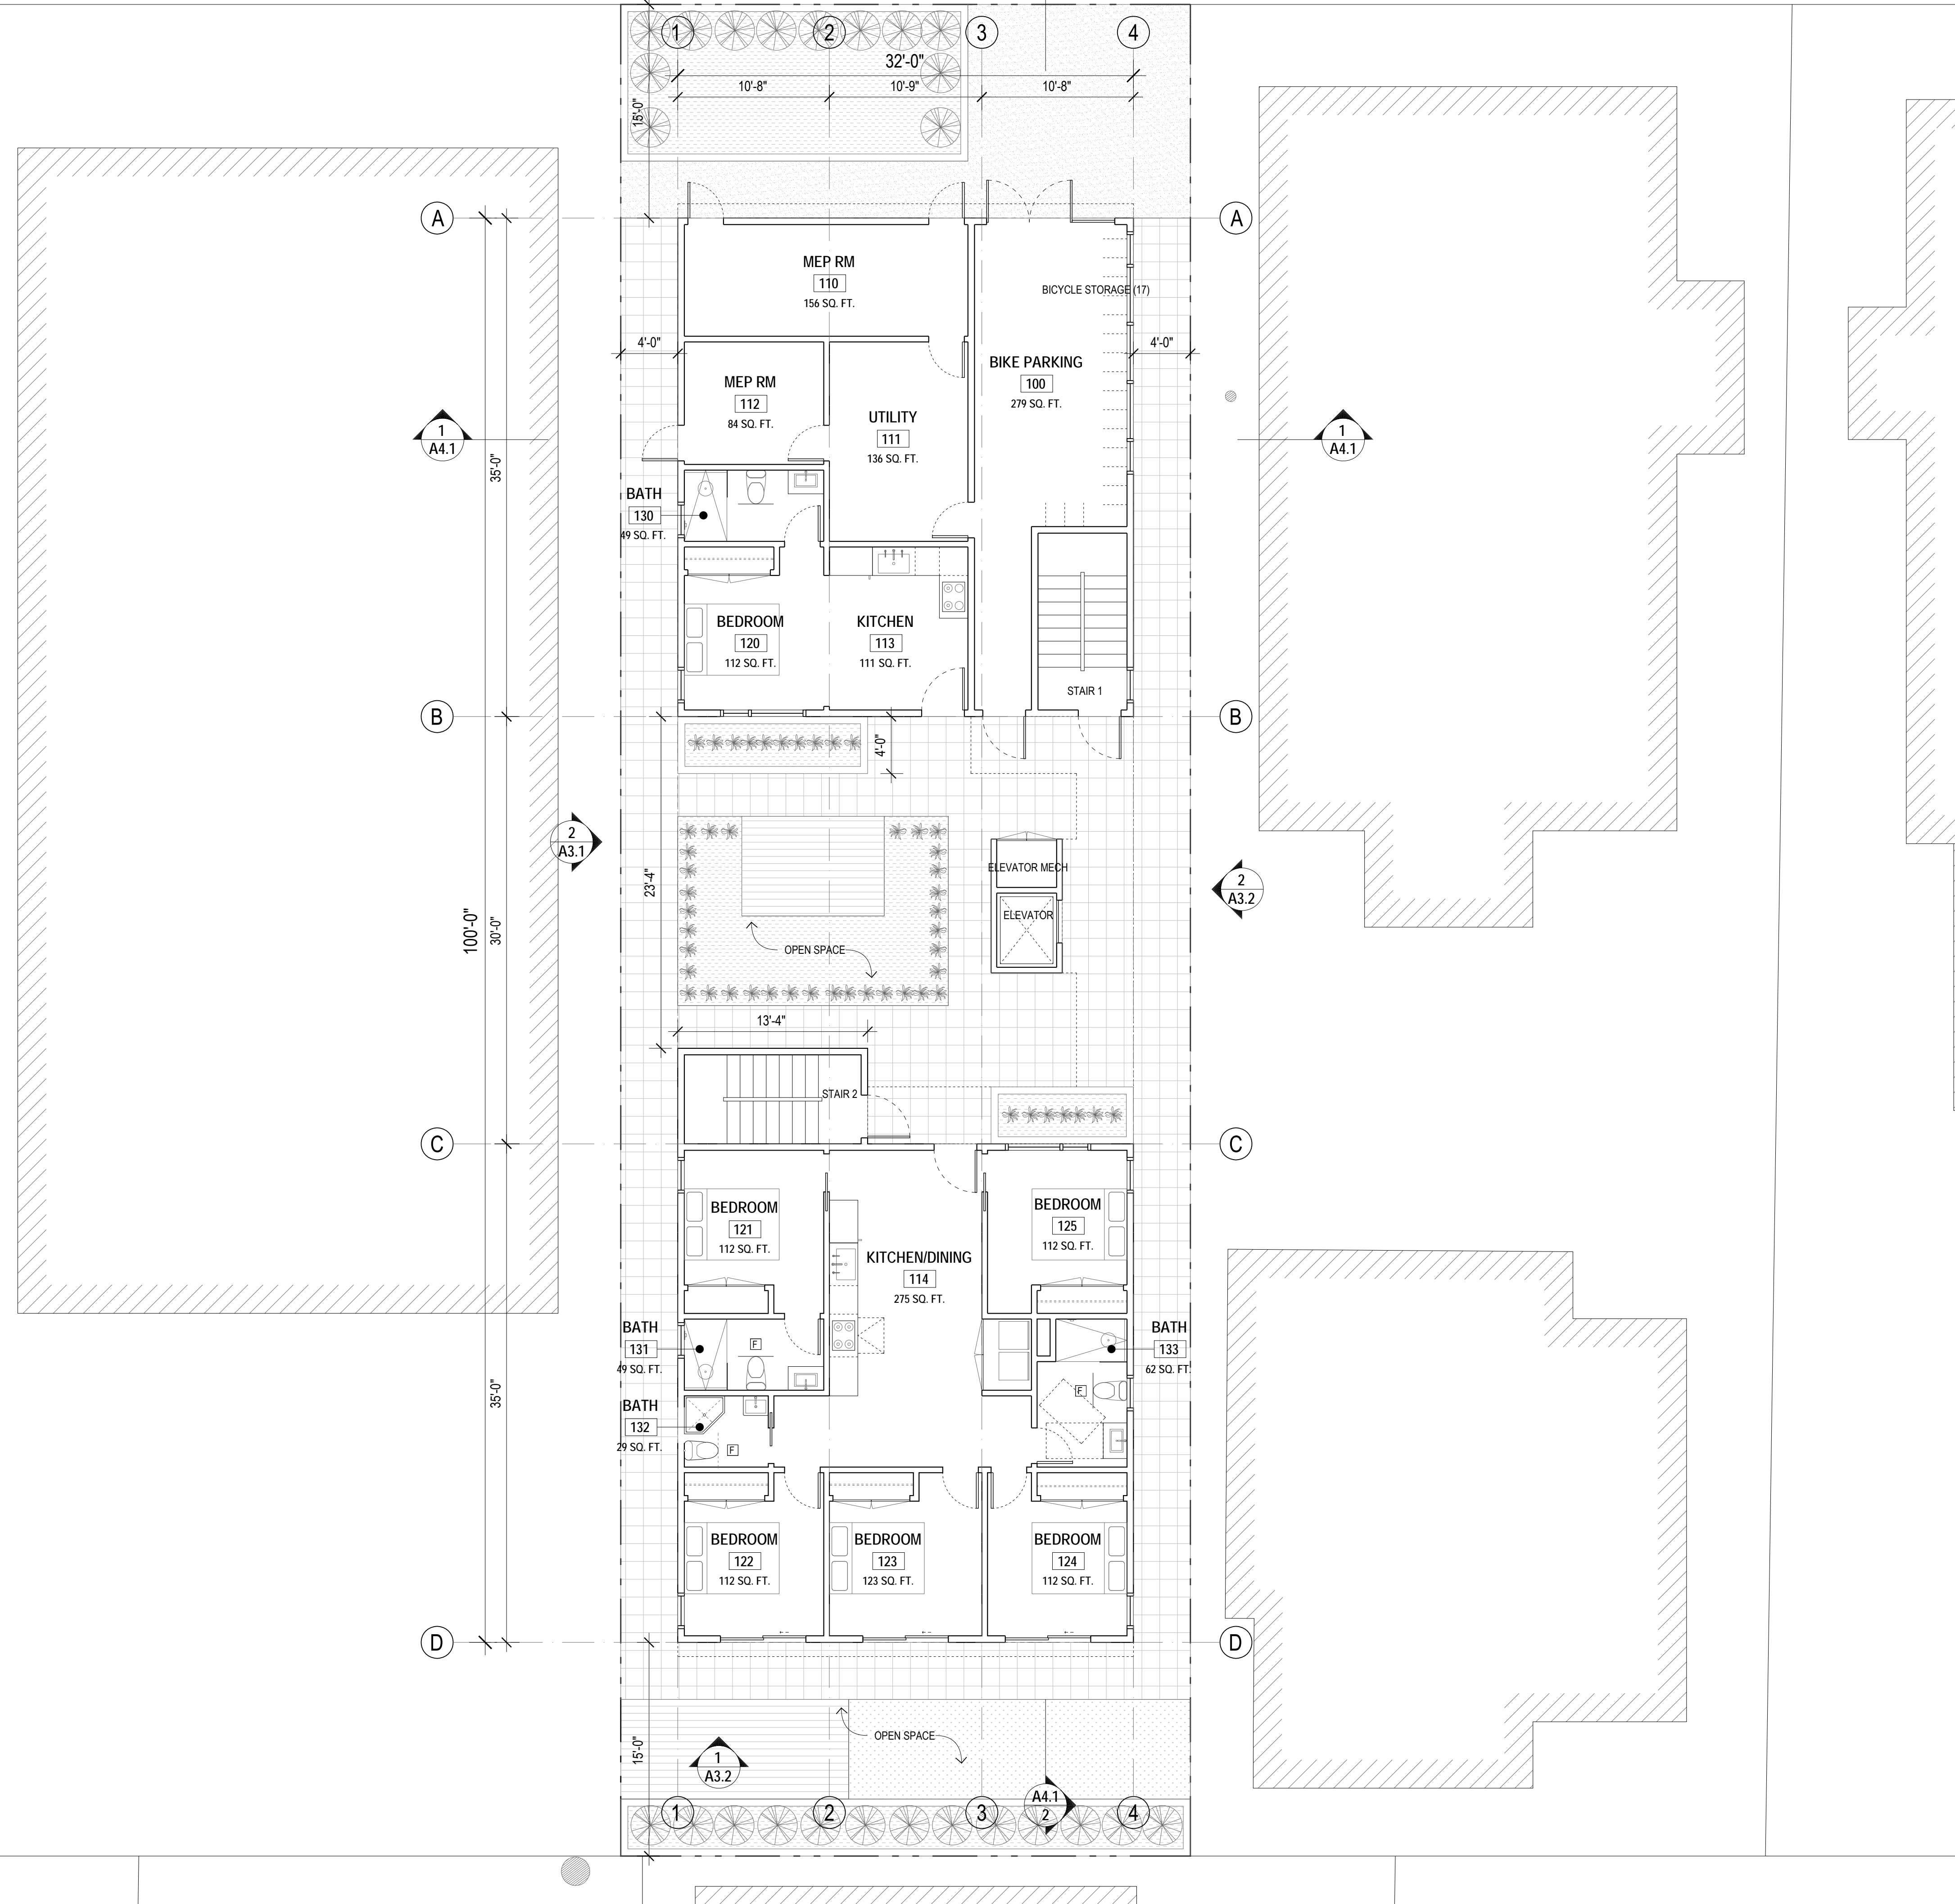 1
2
3
4
32'-0"
10'-8"
10'-9"
10'-8"
15'-0"
A
A
MEP RM
110
156 SQ. FT.
BICYCLE STORAGE (17)
4'-0"
4'-0"
BIKE PARKING
100
279 SQ. FT.
MEP RM
112
84 SQ. FT.
UTILITY
111
136 SQ. FT.
1
A4.1
1
A4.1
35'-0"
BATH
130
49 SQ. FT.
BEDROOM
120
112 SQ. FT.
KITCHEN
113
111 SQ. FT.
STAIR 1
B
B
4'-0"
2
A3.1
ELEVATOR MECH
2
A3.2
23'-4"
ELEVATOR
100'-0"
30'-0"
OPEN SPACE
13'-4"
STAIR 2
C
C
BEDROOM
121
112 SQ. FT.
BEDROOM
125
112 SQ. FT.
KITCHEN/DINING
114
275 SQ. FT.
BATH
131
49 SQ. FT.
F
BATH
133
62 SQ. FT.
F
35'-0"
BATH
132
29 SQ. FT.
F
BEDROOM
122
112 SQ. FT.
BEDROOM
123
123 SQ. FT.
BEDROOM
124
112 SQ. FT.
D
D
OPEN SPACE
15'-0"
1
A3.2
A4.1
2
1
2
3
4